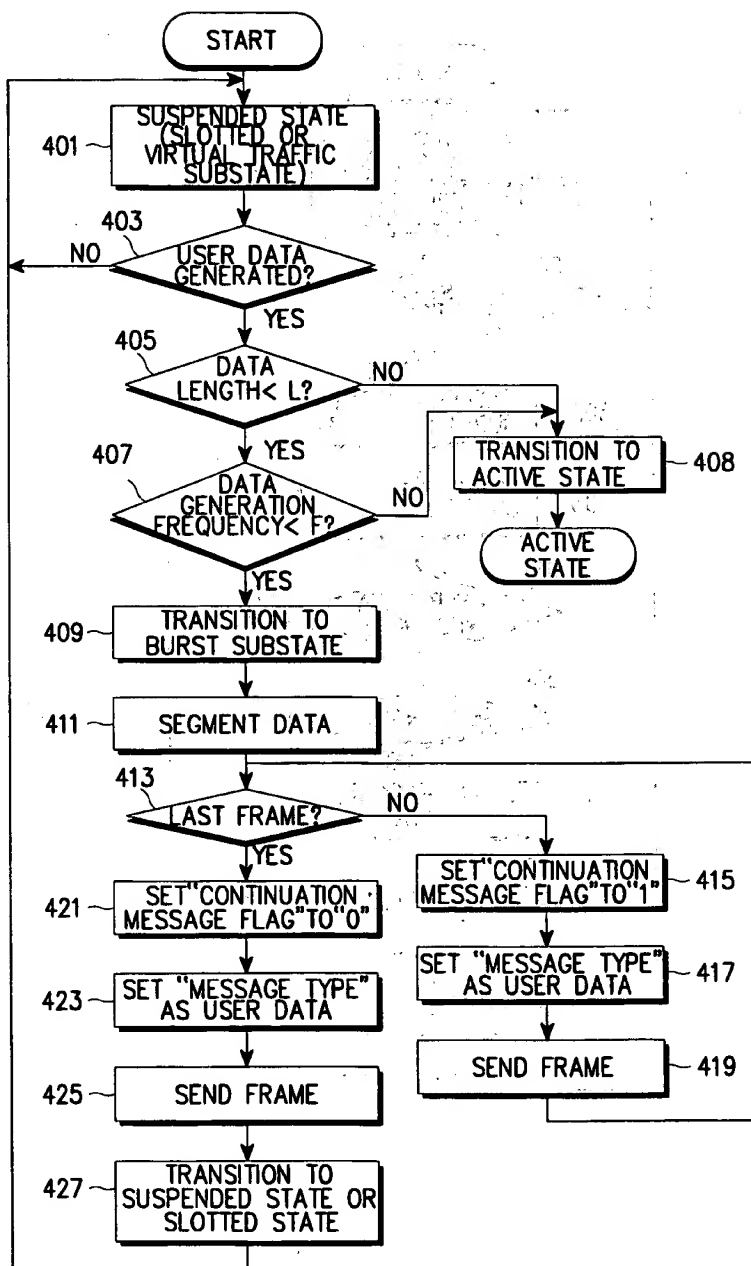 START
401
SUSPENDED STATE
(SLOTTED OR
VIRTUAL TRAFFIC
SUBSTATE)
403
NO
USER DATA
GENERATED?
YES
405
DATA
LENGTH< L?
NO
YES
407
DATA
GENERATION
FREQUENCY< F?
NO
TRANSITION TO
ACTIVE STATE
408
ACTIVE
STATE
YES
409
TRANSITION TO
BURST SUBSTATE
411
SEGMENT DATA
413
LAST FRAME?
NO
YES
421
SET"CONTINUATION
MESSAGE FLAG"TO"0"
SET"CONTINUATION
MESSAGE FLAG"TO"1"
415
423
SET "MESSAGE TYPE"
AS USER DATA
SET "MESSAGE TYPE"
AS USER DATA
417
425
SEND FRAME
SEND FRAME
419
427
TRANSITION TO
SUSPENDED STATE OR
SLOTTED STATE